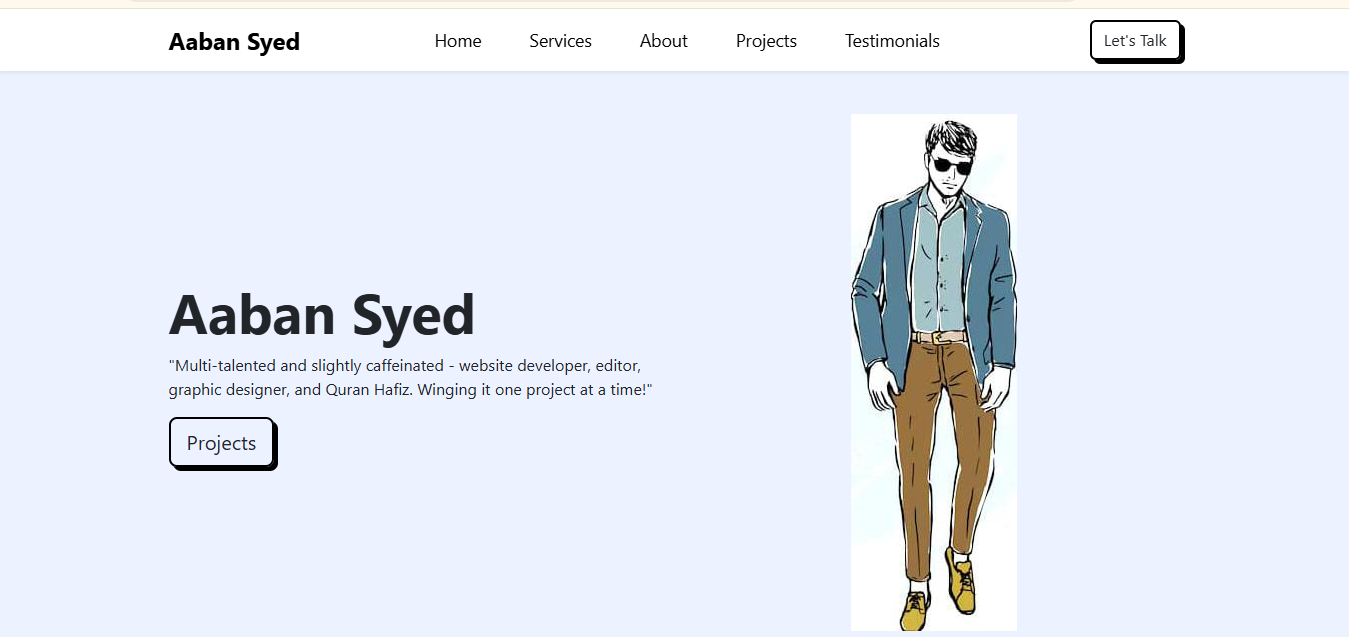 Aaban Syed
Home
Services
About
Projects
Testimonials
Let's Talk
Aaban Syed
"Multi-talented and slightly caffeinated - website developer, editor,
graphic designer, and Quran Hafiz. Winging it one project at a time!"
Projects